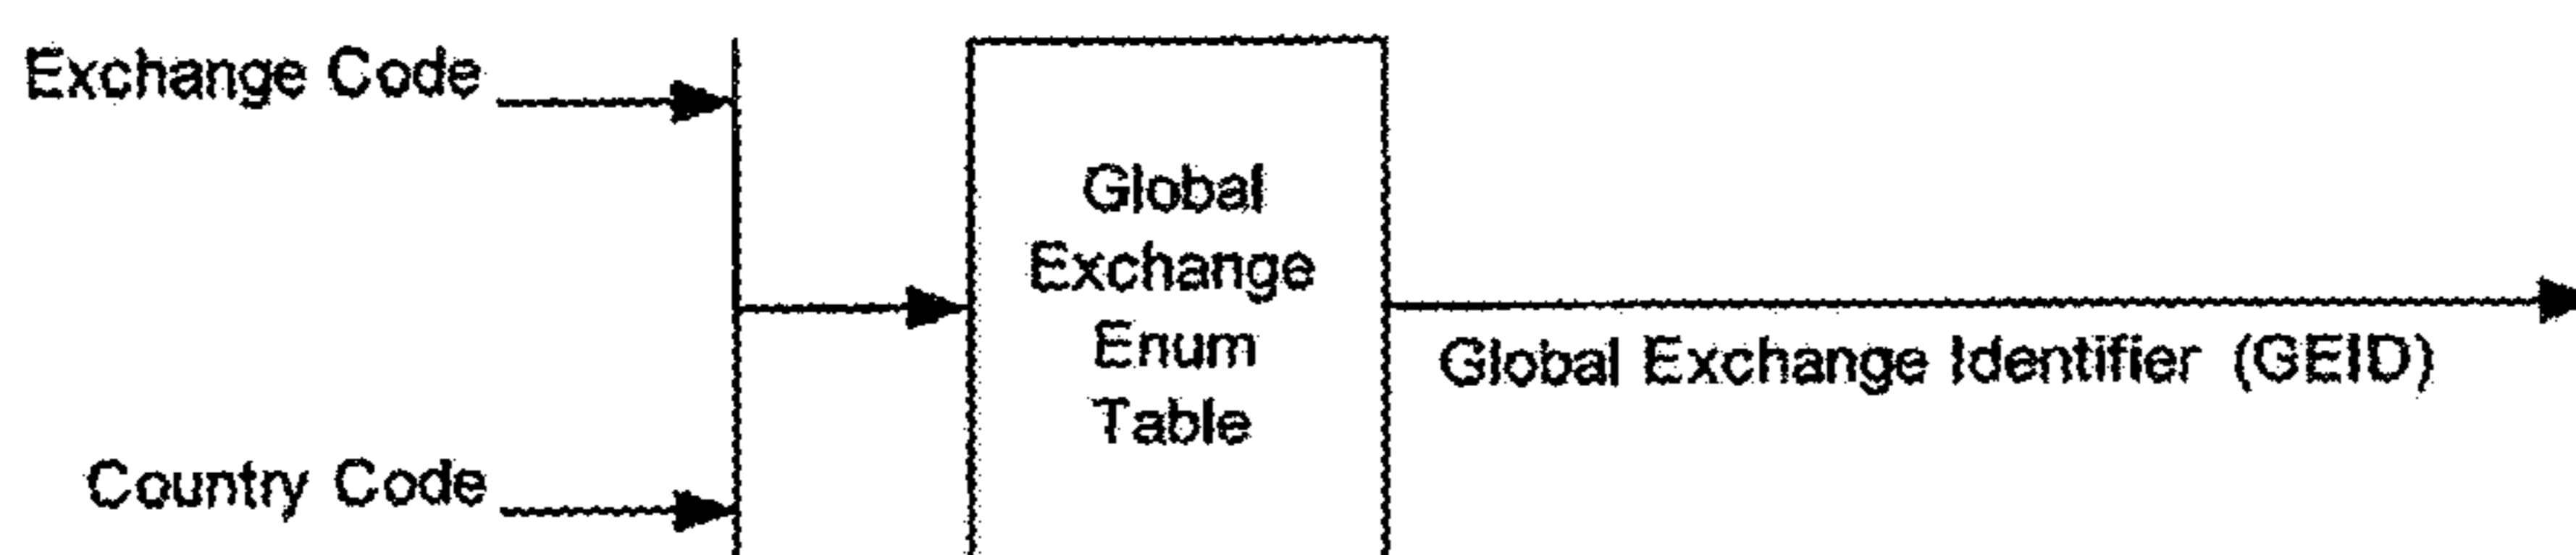 Exchange Code
Global
Exchange
Enum
Table
Global Exchange Identifier (GEID)
Country Code